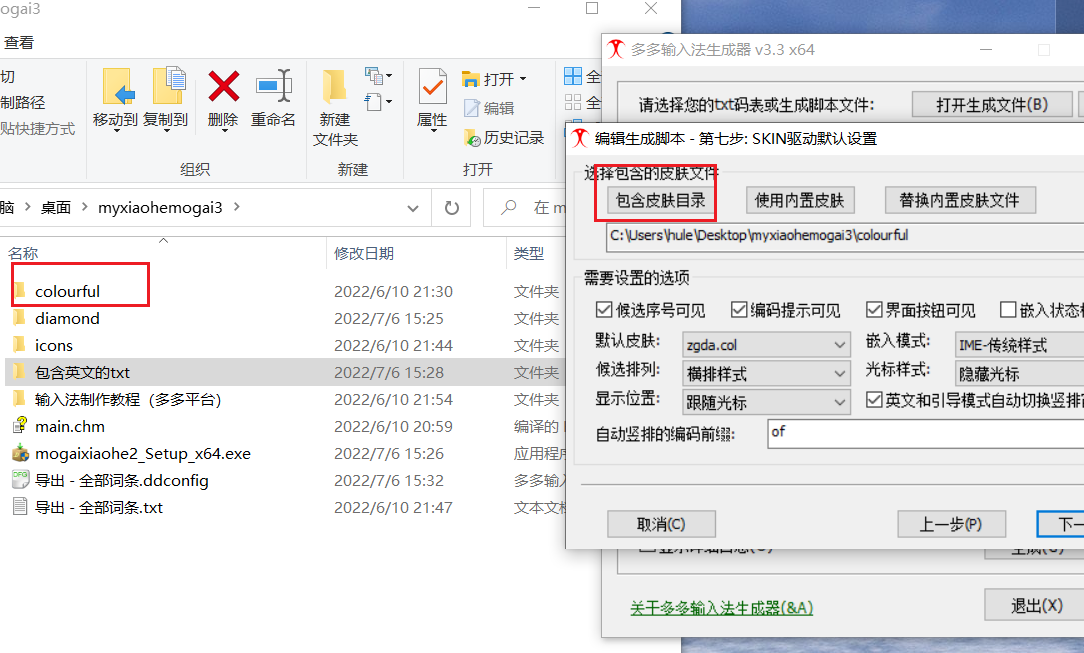 ogai3
查看
切
制路径
贴快捷方式
移动到 复制到
删除
重命名
组织
新建
文件夹
新建
属性
打开
编辑
历史记录
打开
全
全
脑 › 桌面 › myxiaohemogai3 ›
在 m
名称 修改日期 类型
colourful 2022/6/10 21:30 文件夹
diamond 2022/7/6 15:25 文件夹
icons 2022/6/10 21:44 文件夹
包含英文的txt 2022/7/6 15:28 文件夹
输入法制作教程（多多平台） 2022/6/10 21:54 文件夹
main.chm 2022/6/10 20:59 编译的
mogaixiaohe2_Setup_x64.exe 2022/7/6 15:26 应用程序
导出 - 全部词条.ddconfig 2022/7/6 15:32 多多输入
导出 - 全部词条.txt 2022/6/10 21:47 文本文档
多多输入法生成器 v3.3 x64
请选择您的txt码表或生成脚本文件: 打开生成文件(B)
编辑生成脚本 - 第七步: SKIN驱动默认设置
选择包含的皮肤文件
包含皮肤目录 使用内置皮肤 替换内置皮肤文件
C:\Users\hule\Desktop\myxiaohemogai3\colourful
需要设置的选项
候选序号可见 编码提示可见 界面按钮可见 嵌入状态
默认皮肤: zgda.col 嵌入模式: IME-传统样式
候选排列: 横排样式 光标样式: 隐藏光标
显示位置: 跟随光标 英文和引导模式自动切换竖排
自动竖排的编码前缀: of
取消(C) 上一步(P) 下一
关于多多输入法生成器(&A) 退出(X)